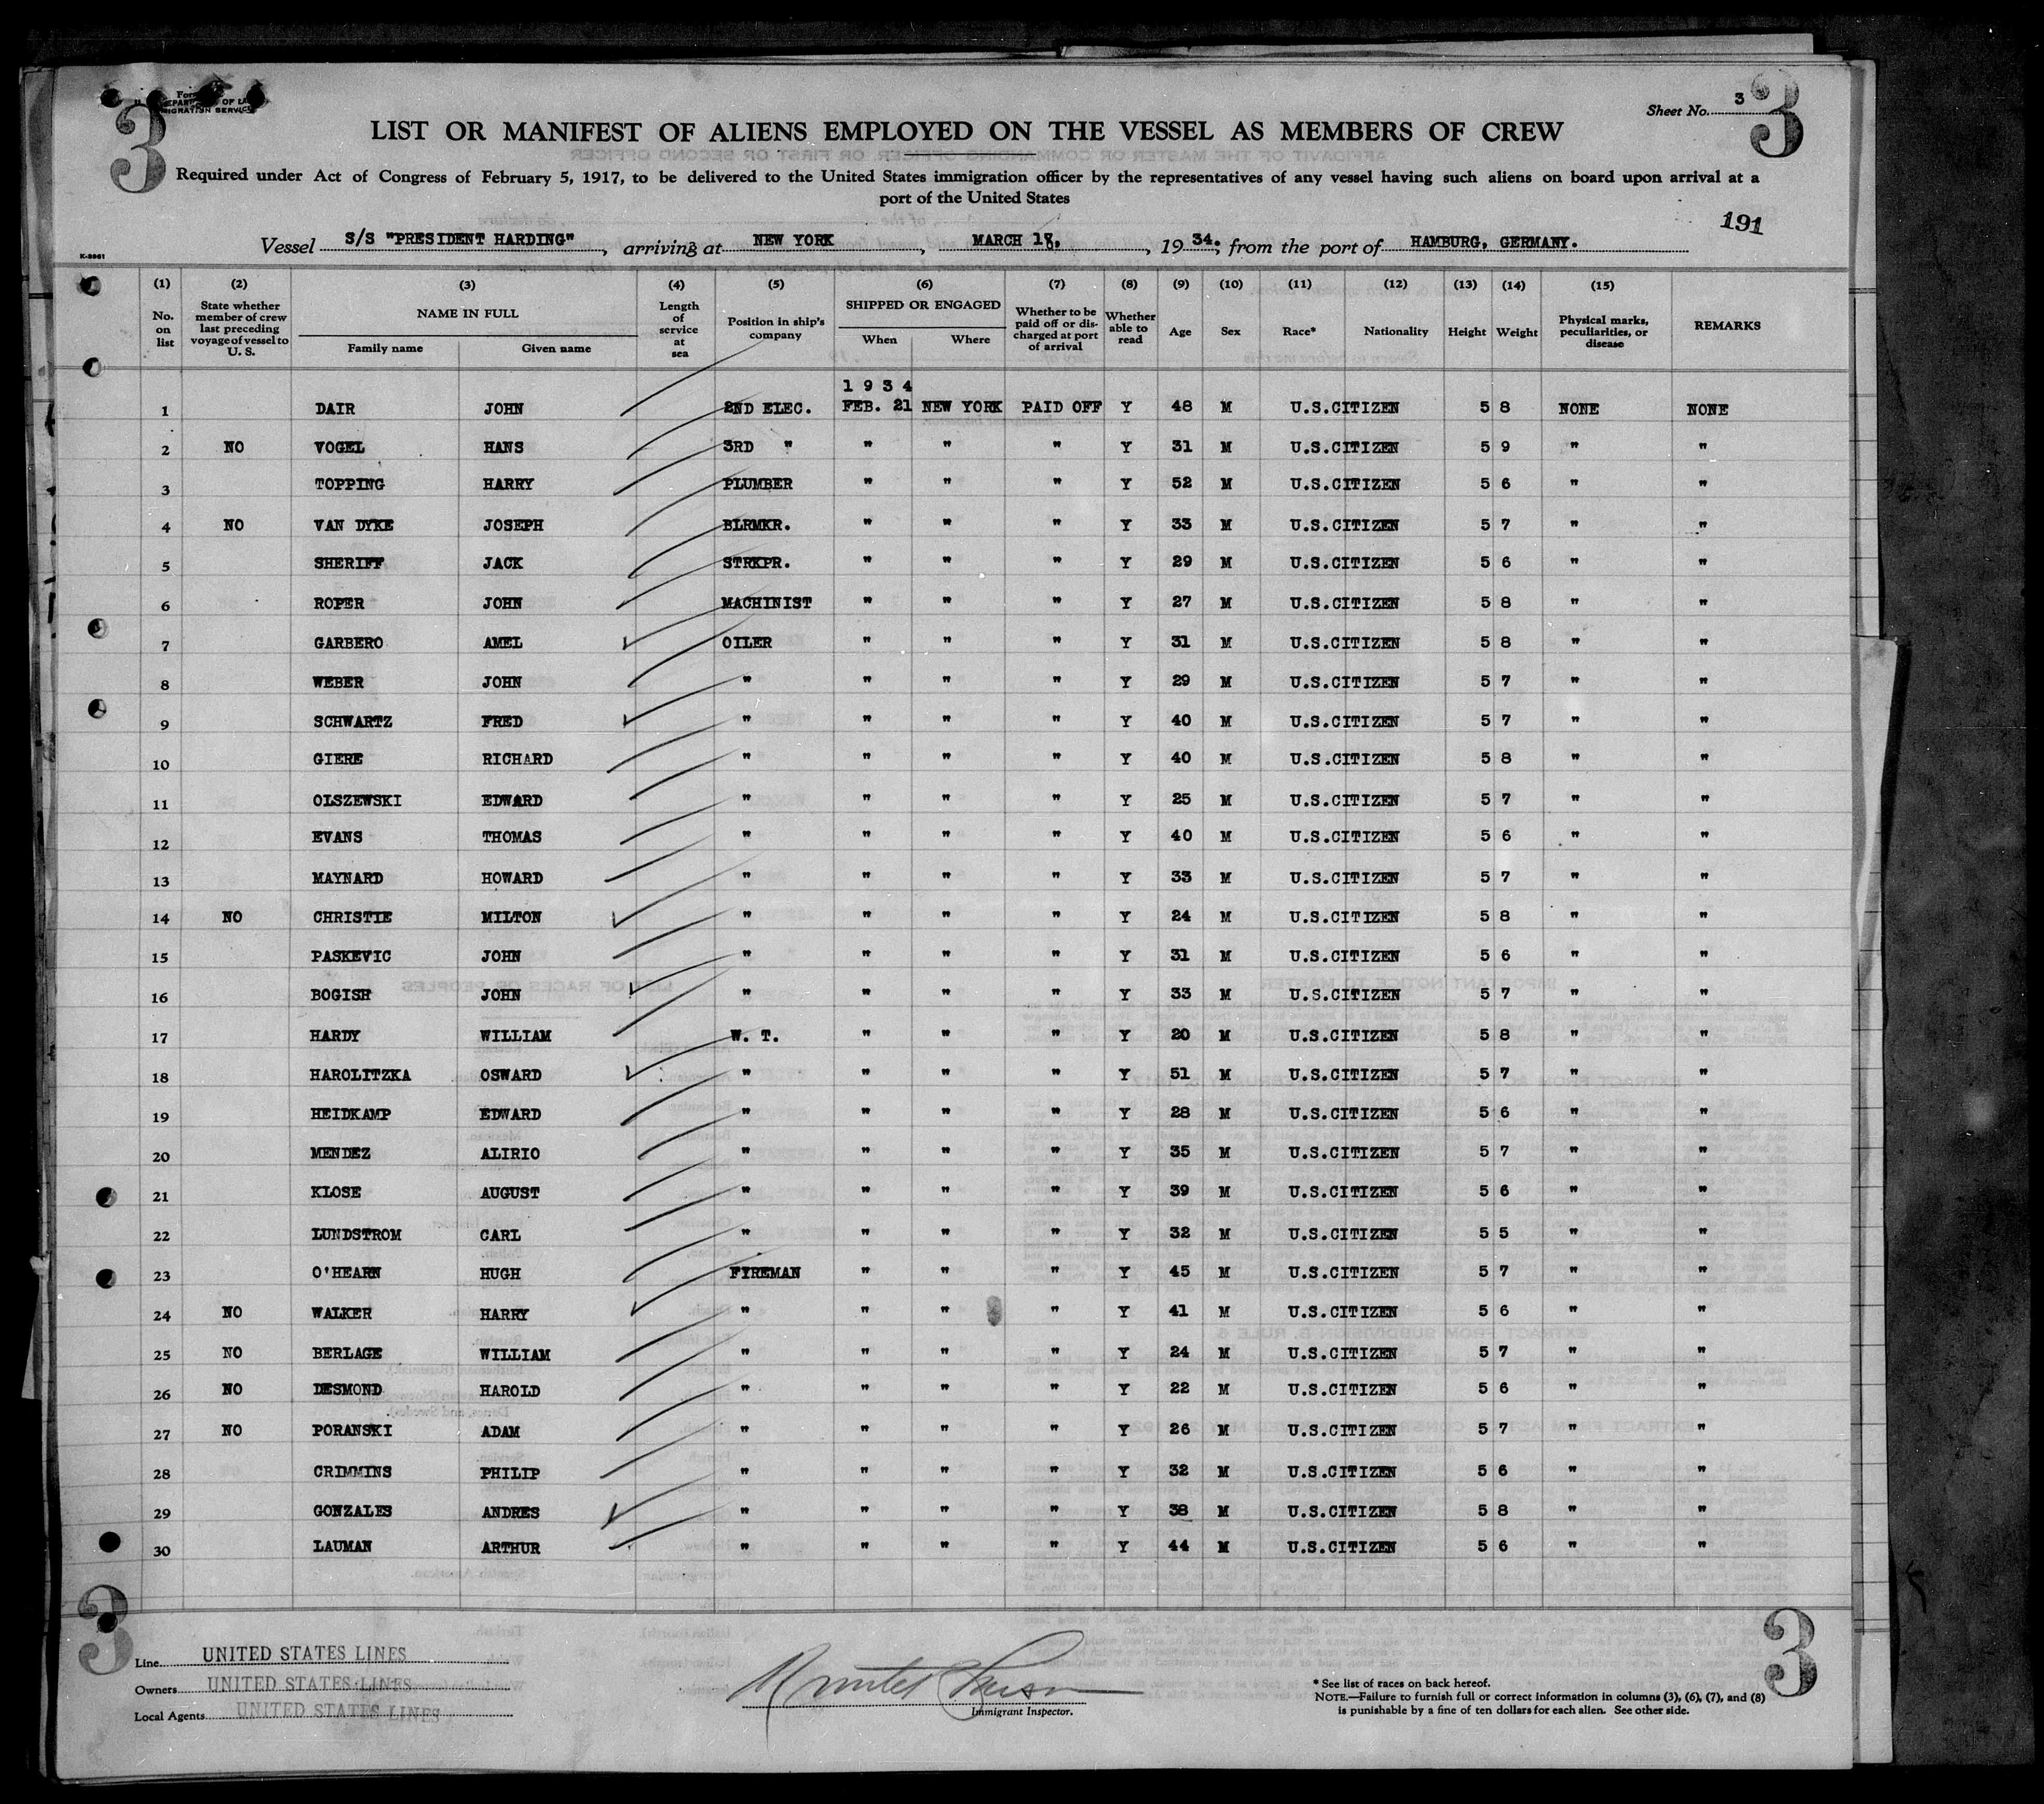 3
Sheet No. 3
3
LIST OR MANIFEST OF ALIENS EMPLOYED ON THE VESSEL AS MEMBERS OF CREW
Required under Act of Congress of February 5, 1917, to be delivered to the United States immigration officer by the representatives of any vessel having such aliens on board upon arrival at a
port of the United States
191
Vessel S/S "PRESIDENT HARDING", arriving at NEW YORK, MARCH, 1934, from the port of HAMBURG, GERMANY.
(1) No. on list (2) State whether member of crew last preceding voyage of vessel to U. S. (3) NAME IN FULL Family name Given name (4) Length of service at sea (5) Position in ship's company (6) SHIPPED OR ENGAGED When Where (7) Whether to be paid off or discharged at port of arrival (8) Whether able to read (9) Age (10) Sex (11) Race* (12) Nationality (13) Height (14) Weight (15) Physical marks, peculiarities, or disease REMARKS
1934
1 DAIR JOHN 2ND ELEC. FEB. 21 NEW YORK PAID OFF Y 48 M U.S.CITIZEN 5 8 NONE NONE
2 NO VOGEL HANS 3RD " " " " Y 31 M U.S.CITIZEN 5 9 " "
3 TOPPING HARRY PLUMBER " " " Y 52 M U.S.CITIZEN 5 6 " "
4 NO VAN DYKE JOSEPH BLRMKR. " " " Y 33 M U.S.CITIZEN 5 7 " "
5 SHERIFF JACK STRKPR. " " " Y 29 M U.S.CITIZEN 5 6 " "
6 ROPER JOHN MACHINIST " " " Y 27 M U.S.CITIZEN 5 8 " "
7 GARBERO AMEL OILER " " " Y 31 M U.S.CITIZEN 5 8 " "
8 WEBER JOHN " " " " Y 29 M U.S.CITIZEN 5 7 " "
9 SCHWARTZ FRED " " " " Y 40 M U.S.CITIZEN 5 7 " "
10 GIERE RICHARD " " " " Y 40 M U.S.CITIZEN 5 8 " "
11 OLSZEWSKI EDWARD " " " " Y 25 M U.S.CITIZEN 5 7 " "
12 EVANS THOMAS " " " " Y 40 M U.S.CITIZEN 5 6 " "
13 MAYNARD HOWARD " " " " Y 33 M U.S.CITIZEN 5 7 " "
14 NO CHRISTIE MILTON " " " " Y 24 M U.S.CITIZEN 5 8 " "
15 PASKEVIC JOHN " " " " Y 31 M U.S.CITIZEN 5 6 " "
16 BOGISH JOHN " " " " Y 33 M U.S.CITIZEN 5 7 " "
17 HARDY WILLIAM W. T. " " " Y 20 M U.S.CITIZEN 5 8 " "
18 HAROLITZKA OSWARD " " " " Y 51 M U.S.CITIZEN 5 7 " "
19 HEIDKAMP EDWARD " " " " Y 28 M U.S.CITIZEN 5 6 " "
20 MENDEZ ALIRIO " " " " Y 35 M U.S.CITIZEN 5 7 " "
21 KLOSE AUGUST " " " " Y 39 M U.S.CITIZEN 5 6 " "
22 LUNDSTROM CARL " " " " Y 32 M U.S.CITIZEN 5 5 " "
23 O'HEARN HUGH FIREMAN " " " Y 45 M U.S.CITIZEN 5 7 " "
24 NO WALKER HARRY " " " " Y 41 M U.S.CITIZEN 5 6 " "
25 NO BERLAGE WILLIAM " " " " Y 24 M U.S.CITIZEN 5 7 " "
26 NO DESMOND HAROLD " " " " Y 22 M U.S.CITIZEN 5 6 " "
27 NO PORANSKI ADAM " " " " Y 26 M U.S.CITIZEN 5 7 " "
28 CRIMMINS PHILIP " " " " Y 32 M U.S.CITIZEN 5 6 " "
29 GONZALES ANDRES " " " " Y 38 M U.S.CITIZEN 5 8 " "
30 LAUMAN ARTHUR " " " " Y 44 M U.S.CITIZEN 5 6 " "
3
3
Line UNITED STATES LINES
Owners UNITED STATES LINES
Local Agents UNITED STATES LINES
Immigrant Inspector.
* See list of races on back hereof.
NOTE.—Failure to furnish full or correct information in columns (3), (6), (7), and (8)
is punishable by a fine of ten dollars for each alien. See other side.